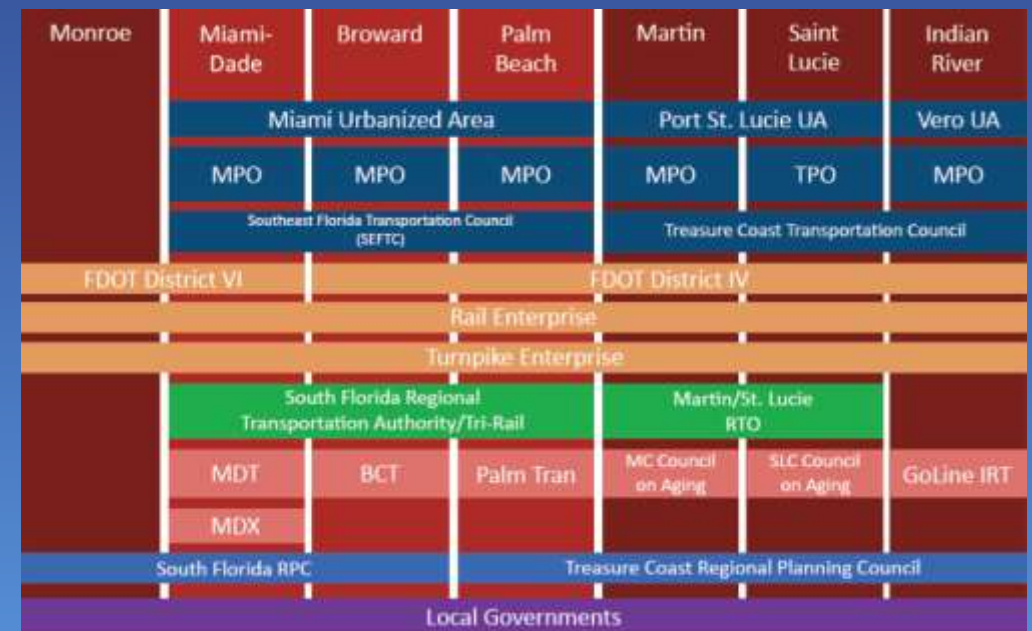 Monroe
Miami-
Dade
Broward
Palm
Beach
Martin
Saint
Lucie
Indian
River
Miami Urbanized Area
Port St. Lucie UA
Vero UA
MPO
MPO
MPO
MPO
TPO
MPO
Southeast Florida Transportation Council
(SEFTC)
Treasure Coast Transportation Council
FDOT District VI
FDOT District IV
Rail Enterprise
Turnpike Enterprise
South Florida Regional
Transportation Authority/Tri-Rail
Martin/St. Lucie
RTO
MDT
BCT
Palm Tran
MC Council
on Aging
SLC Council
on Aging
GoLine IRT
MDX
South Florida RPC
Treasure Coast Regional Planning Council
Local Governments